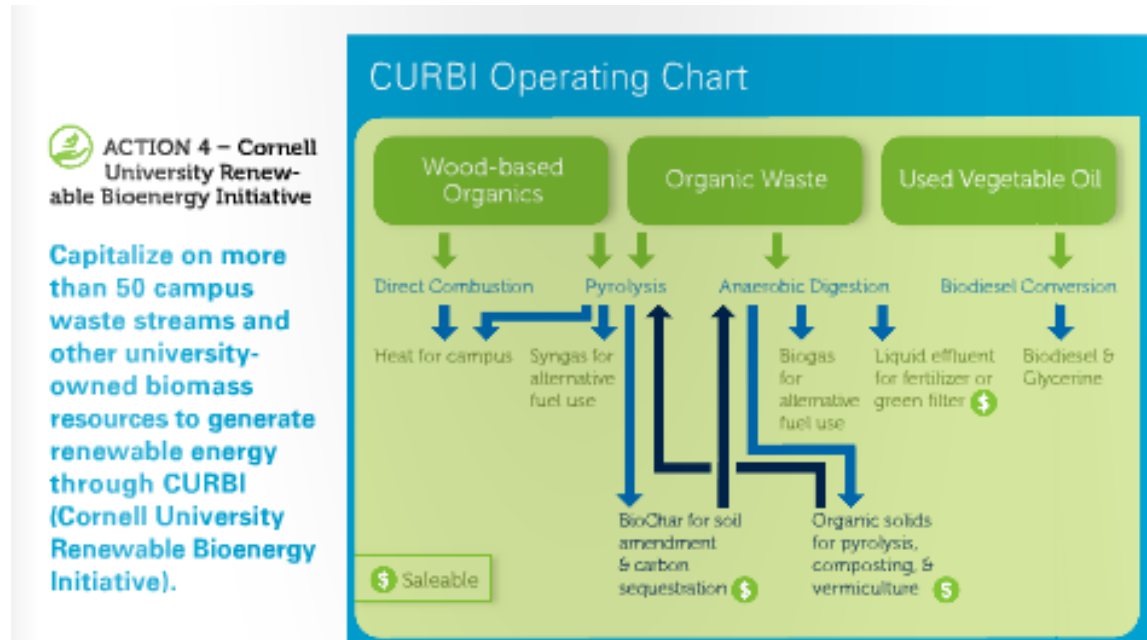 CURBI Operating Chart
ACTION 4 – Cornell
University Renew-
able Bioenergy Initiative
Capitalize on more
than 50 campus
waste streams and
other university-
owned biomass
resources to generate
renewable energy
through CURBI
(Cornell University
Renewable Bioenergy
Initiative).
Wood-based
Organics
Organic Waste
Used Vegetable Oil
Direct Combustion
Pyrolysis
Anaerobic Digestion
Biodiesel Conversion
Heat for campus
Syngas for
alternative
fuel use
Biogas
for
alternative
fuel use
Liquid effluent
for fertilizer or
green filter $
Biodiesel &
Glycerine
BioChar for soil
amendment
& carbon
sequestration $
Organic solids
for pyrolysis,
composting, &
vermiculture $
$ Saleable